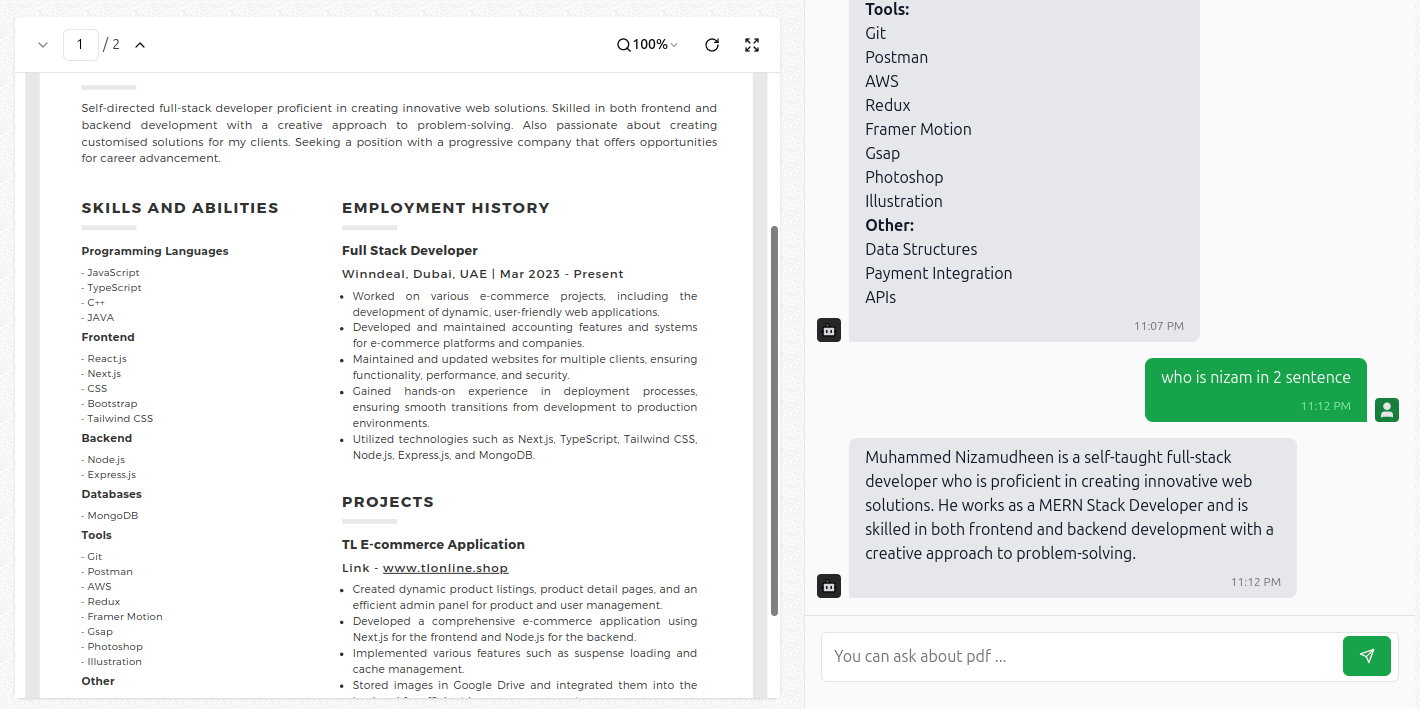 1 / 2
100%
Self-directed full-stack developer proficient in creating innovative web solutions. Skilled in both frontend and
backend development with a creative approach to problem-solving. Also passionate about creating
customised solutions for my clients. Seeking a position with a progressive company that offers opportunities
for career advancement.
SKILLS AND ABILITIES
Programming Languages
- JavaScript
- TypeScript
- C++
- JAVA
Frontend
- React.js
- Next.js
- CSS
- Bootstrap
- Tailwind CSS
Backend
- Node.js
- Express.js
Databases
- MongoDB
Tools
- Git
- Postman
- AWS
- Redux
- Framer Motion
- Gsap
- Photoshop
- Illustration
Other
EMPLOYMENT HISTORY
Full Stack Developer
Winndeal, Dubai, UAE | Mar 2023 - Present
• Worked on various e-commerce projects, including the
development of dynamic, user-friendly web applications.
• Developed and maintained accounting features and systems
for e-commerce platforms and companies.
• Maintained and updated websites for multiple clients, ensuring
functionality, performance, and security.
• Gained hands-on experience in deployment processes,
ensuring smooth transitions from development to production
environments.
• Utilized technologies such as Next.js, TypeScript, Tailwind CSS,
Node.js, Express.js, and MongoDB.
PROJECTS
TL E-commerce Application
Link - www.tlonline.shop
• Created dynamic product listings, product detail pages, and an
efficient admin panel for product and user management.
• Developed a comprehensive e-commerce application using
Next.js for the frontend and Node.js for the backend.
• Implemented various features such as suspense loading and
cache management.
• Stored images in Google Drive and integrated them into the
Tools:
Git
Postman
AWS
Redux
Framer Motion
Gsap
Photoshop
Illustration
Other:
Data Structures
Payment Integration
APIs
11:07 PM
who is nizam in 2 sentence
11:12 PM
Muhammed Nizamudheen is a self-taught full-stack
developer who is proficient in creating innovative web
solutions. He works as a MERN Stack Developer and is
skilled in both frontend and backend development with a
creative approach to problem-solving.
11:12 PM
You can ask about pdf ...